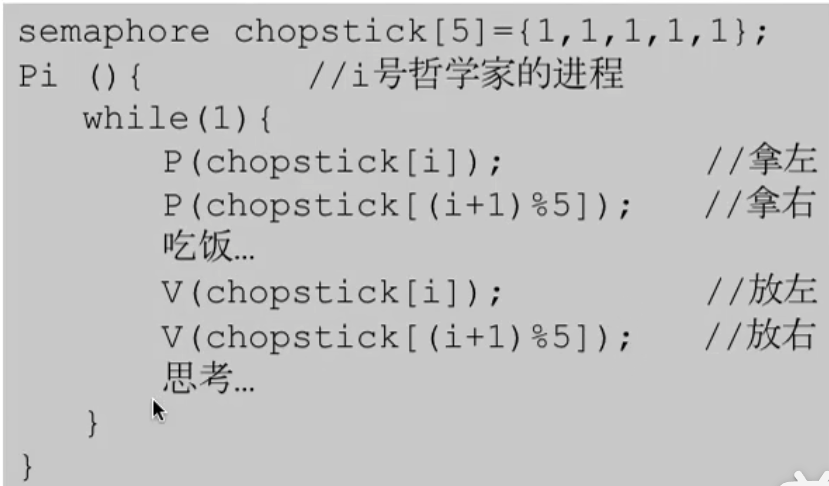 semaphore chopstick[5]={1,1,1,1,1};
Pi (){ //i号哲学家的进程
while(1){
P(chopstick[i]); //拿左
P(chopstick[(i+1)%5]); //拿右
吃饭…
V(chopstick[i]); //放左
V(chopstick[(i+1)%5]); //放右
思考…
}
}